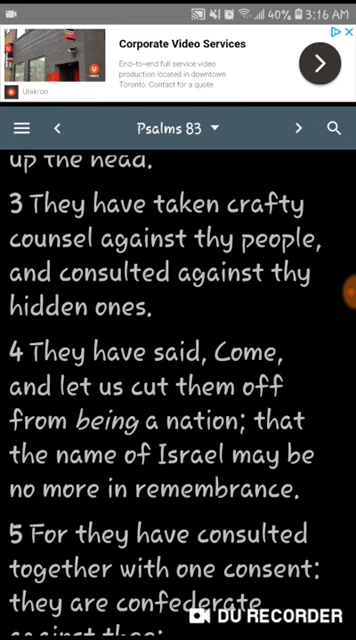 40% 3:16 AM
Corporate Video Services
End-to-end full service video
production located in downtown
Toronto. Contact for a quote.
Unikron
Psalms 83
up the head.
3 They have taken crafty
counsel against thy people,
and consulted against thy
hidden ones.
4 They have said, Come,
and let us cut them off
from being a nation; that
the name of Israel may be
no more in remembrance.
5 For they have consulted
together with one consent:
they are confederate
DU RECORDER
against thee: